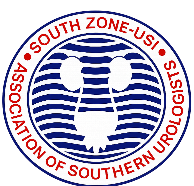 SOUTH ZONE-USI
ASSOCIATION OF SOUTHERN UROLOGISTS